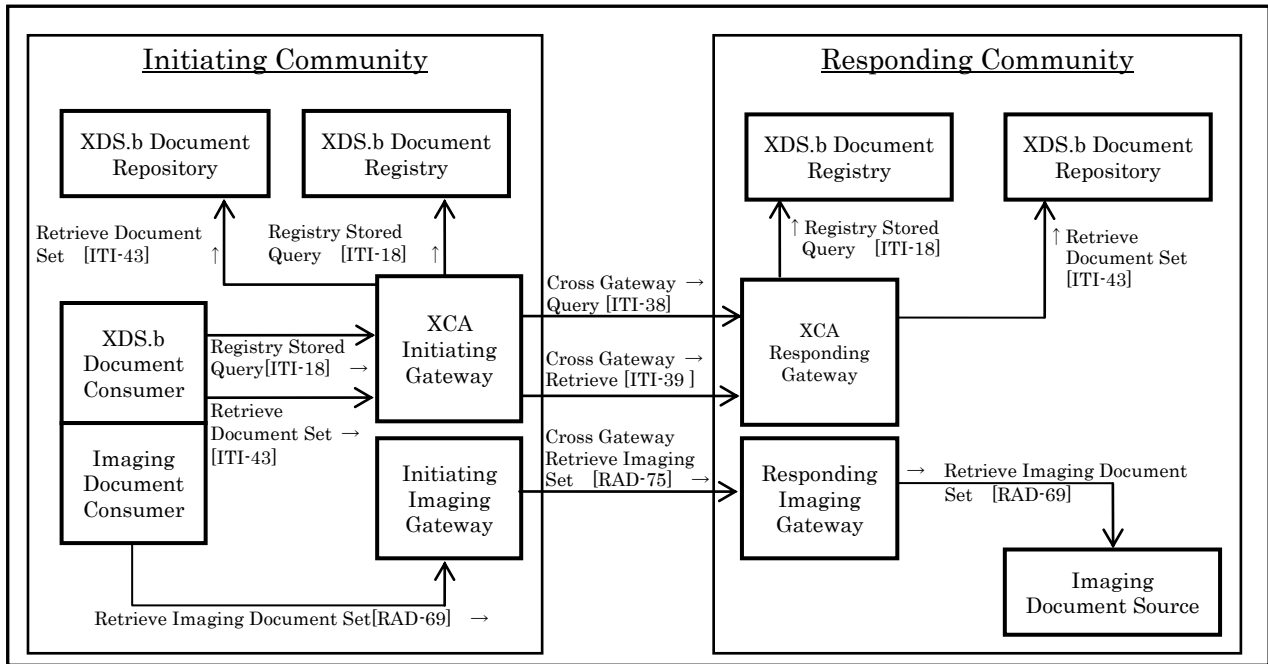 Initiating Community
XDS.b Document
Repository
XDS.b Document
Registry
Retrieve Document
Set [ITI-43] ↑
Registry Stored
Query [ITI-18] ↑
XDS.b
Document
Consumer
Registry Stored
Query[ITI-18] →
XCA
Initiating
Gateway
Retrieve
Document Set →
[ITI-43]
Imaging
Document
Consumer
Initiating
Imaging
Gateway
Retrieve Imaging Document Set[RAD-69] →
Cross Gateway →
Query [ITI-38]
Cross Gateway →
Retrieve [ITI-39 ]
Cross Gateway
Retrieve Imaging
Set [RAD-75] →
Responding Community
XDS.b Document
Registry
XDS.b Document
Repository
↑ Registry Stored
Query [ITI-18]
↑ Retrieve
Document Set
[ITI-43]
XCA
Responding
Gateway
Responding
Imaging
Gateway
→ Retrieve Imaging Document
Set [RAD-69]
Imaging
Document Source